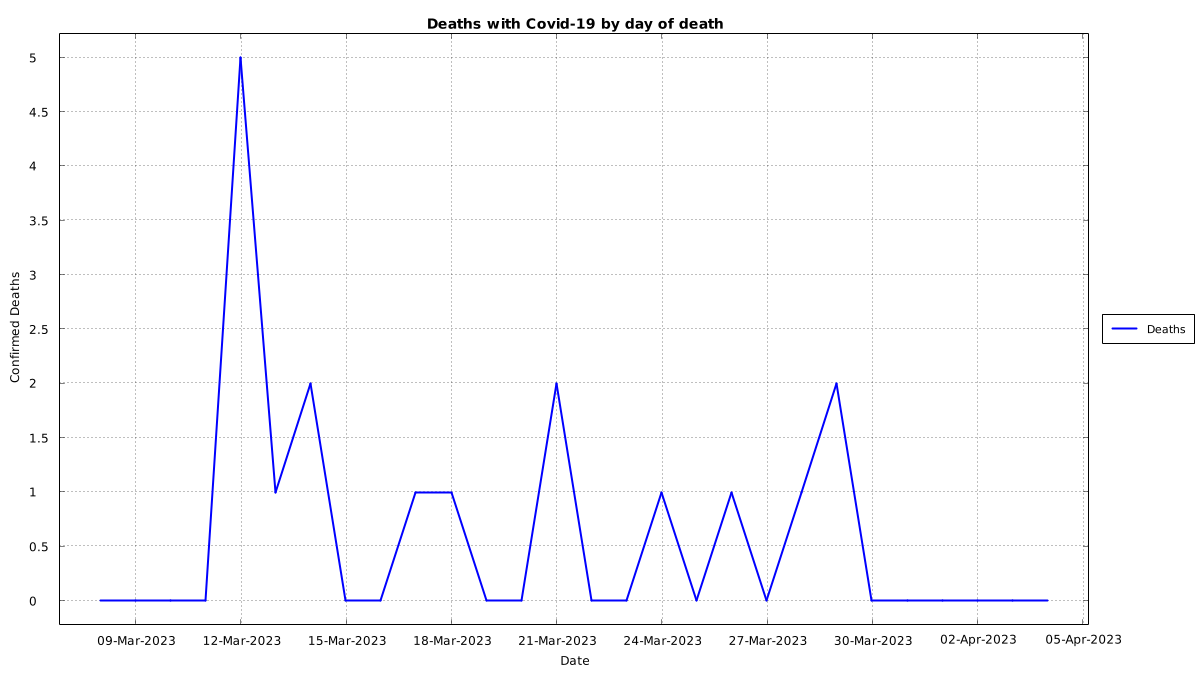 Deaths with Covid-19 by day of death
5
4.5
4
3.5
3
2.5
2
1.5
1
0.5
0
Confirmed Deaths
Deaths
09-Mar-2023 12-Mar-2023 15-Mar-2023 18-Mar-2023 21-Mar-2023 24-Mar-2023 27-Mar-2023 30-Mar-2023 02-Apr-2023 05-Apr-2023
Date